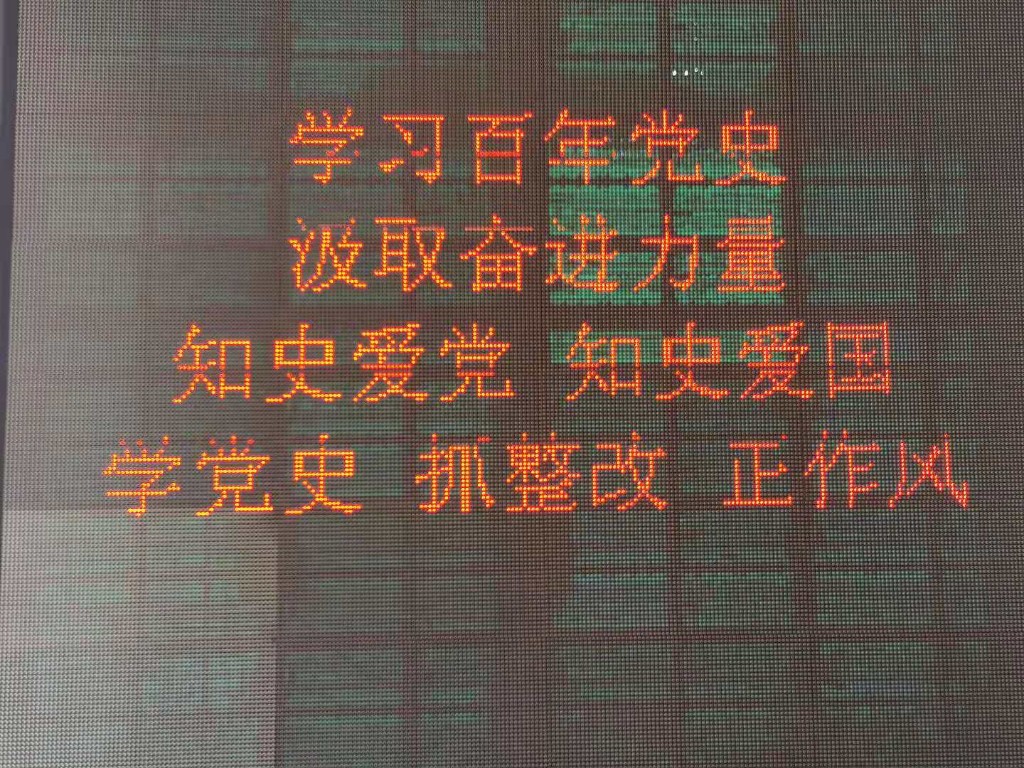 学习百年党史
汲取奋进力量
知史爱党 知史爱国
学党史 抓整改 正作风